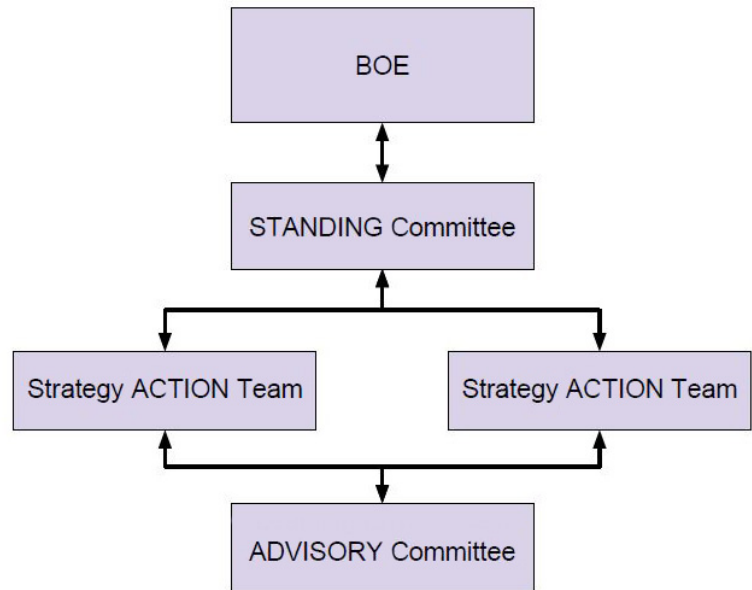 BOE
STANDING Committee
Strategy ACTION Team
Strategy ACTION Team
ADVISORY Committee